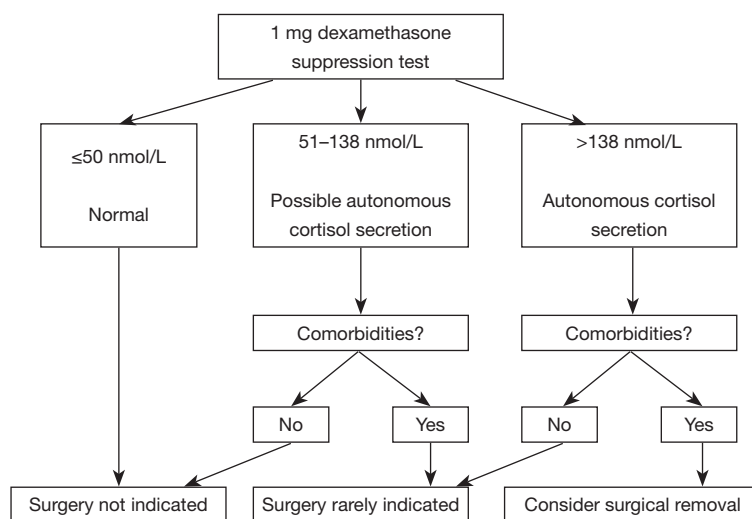 1 mg dexamethasone
suppression test
≤50 nmol/L
Normal
51–138 nmol/L
Possible autonomous
cortisol secretion
>138 nmol/L
Autonomous cortisol
secretion
Comorbidities?
Comorbidities?
No
Yes
No
Yes
Surgery not indicated
Surgery rarely indicated
Consider surgical removal